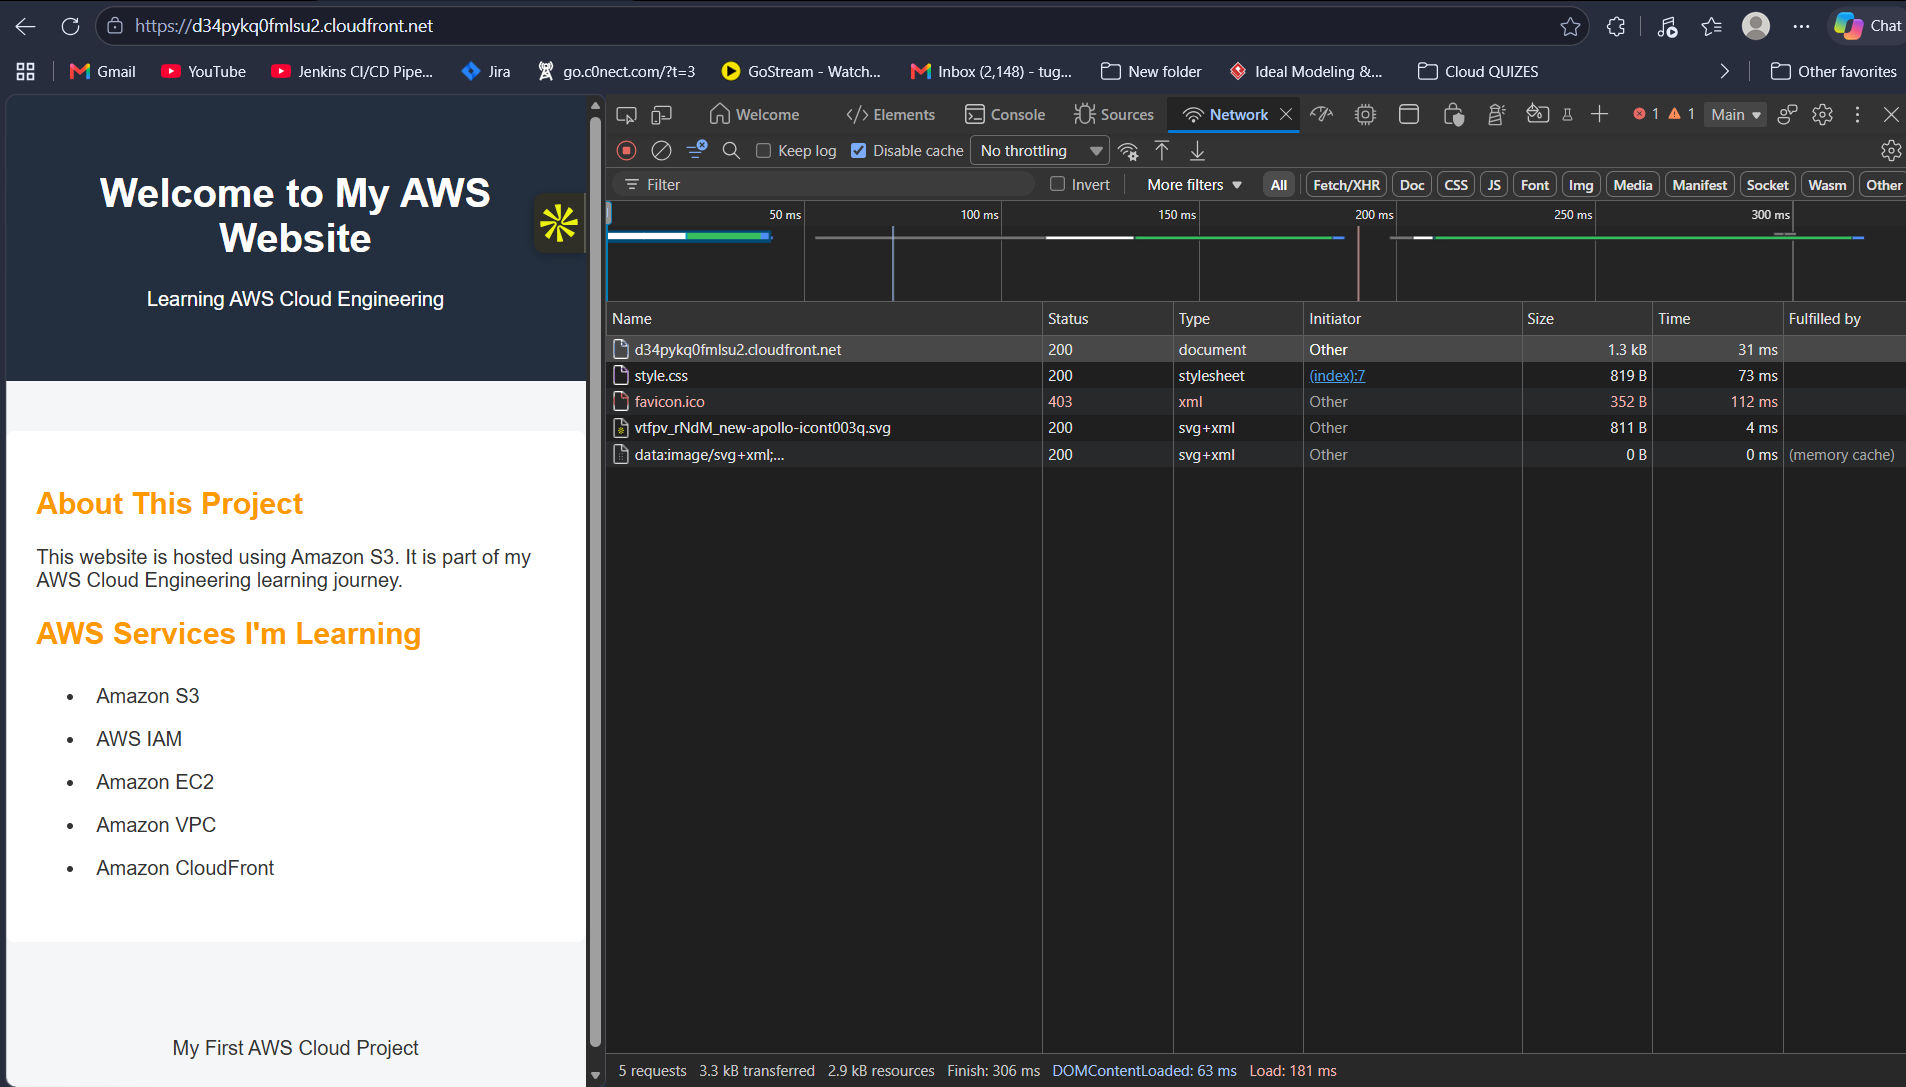 https://d34pykq0fmlsu2.cloudfront.net
Chat
Gmail
YouTube
Jenkins CI/CD Pipe...
Jira
go.c0nect.com/?t=3
GoStream - Watch...
Inbox (2,148) - tug...
New folder
Ideal Modeling &...
Cloud QUIZES
Other favorites
Welcome to My AWS
Website
Learning AWS Cloud Engineering
About This Project
This website is hosted using Amazon S3. It is part of my
AWS Cloud Engineering learning journey.
AWS Services I'm Learning
• Amazon S3
• AWS IAM
• Amazon EC2
• Amazon VPC
• Amazon CloudFront
My First AWS Cloud Project
Welcome
Elements
Console
Sources
Network
1
1
Main
Keep log
Disable cache
No throttling
Filter
Invert
More filters
All
Fetch/XHR
Doc
CSS
JS
Font
Img
Media
Manifest
Socket
Wasm
Other
50 ms
100 ms
150 ms
200 ms
250 ms
300 ms
Name Status Type Initiator Size Time Fulfilled by
d34pykq0fmlsu2.cloudfront.net 200 document Other 1.3 kB 31 ms
style.css 200 stylesheet (index):7 819 B 73 ms
favicon.ico 403 xml Other 352 B 112 ms
vtfpv_rNdM_new-apollo-icont003q.svg 200 svg+xml Other 811 B 4 ms
data:image/svg+xml;... 200 svg+xml Other 0 B 0 ms (memory cache)
5 requests 3.3 kB transferred 2.9 kB resources Finish: 306 ms DOMContentLoaded: 63 ms Load: 181 ms